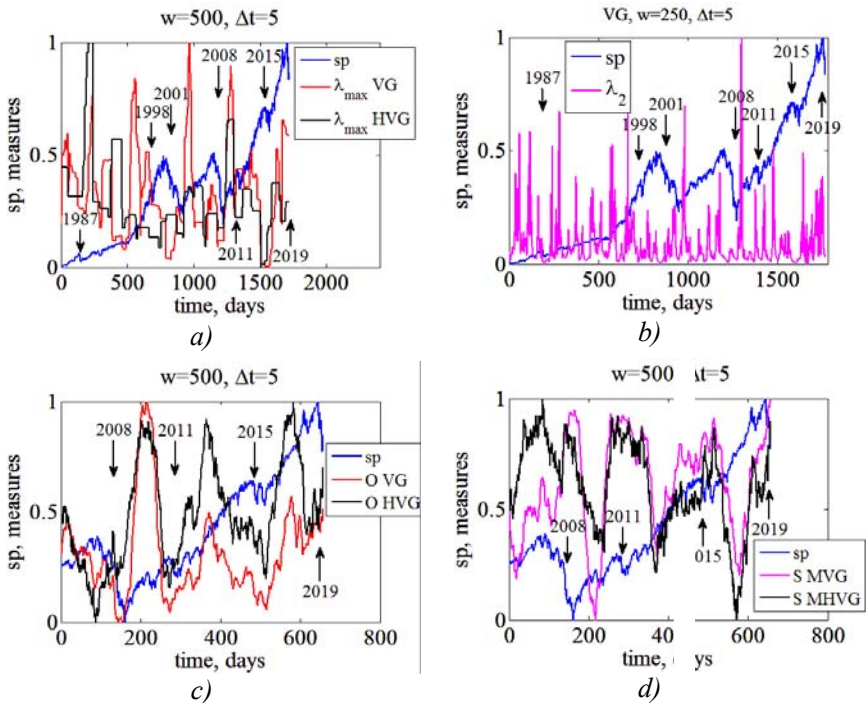 w=500, Δt=5
sp, measures
1
0.5
0
0 500 1000 1500 2000
time, days
sp
λmax VG
λmax HVG
1987
1998
2001
2008
2011
2015
2019
a)
VG, w=250, Δt=5
sp, measures
1
0.5
0
0 500 1000 1500
time, days
sp
λ2
1987
1998
2001
2008
2011
2015
2019
b)
w=500, Δt=5
sp, measures
1
0.5
0
0 200 400 600 800
time, days
sp
O VG
O HVG
2008
2011
2015
2019
c)
w=500 Δt=5
sp, measures
1
0.5
0
0 200 40 600 800
time, days
sp
S MVG
S MHVG
2008
2011
015
2019
d)